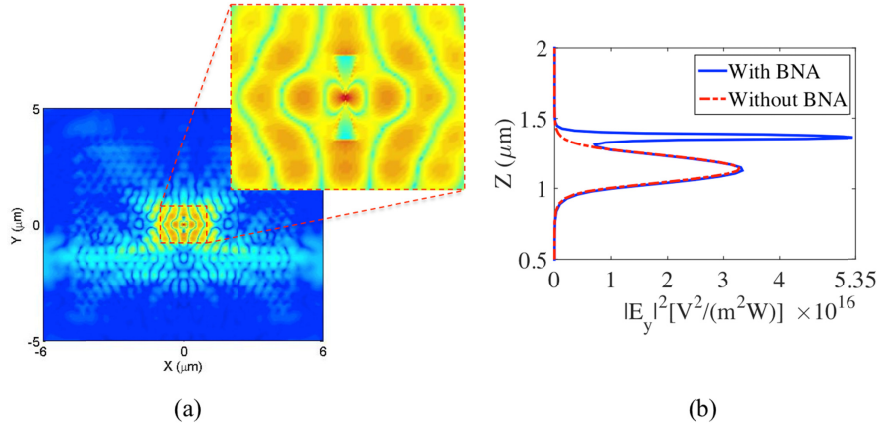 5
0
-5
Y (μm)
-6
0
6
X (μm)
(a)
2
1.5
1
0.5
Z (μm)
With BNA
Without BNA
0
1
2
3
4
5.35
|E_y|²[V²/(m²W)] ×10¹⁶
(b)